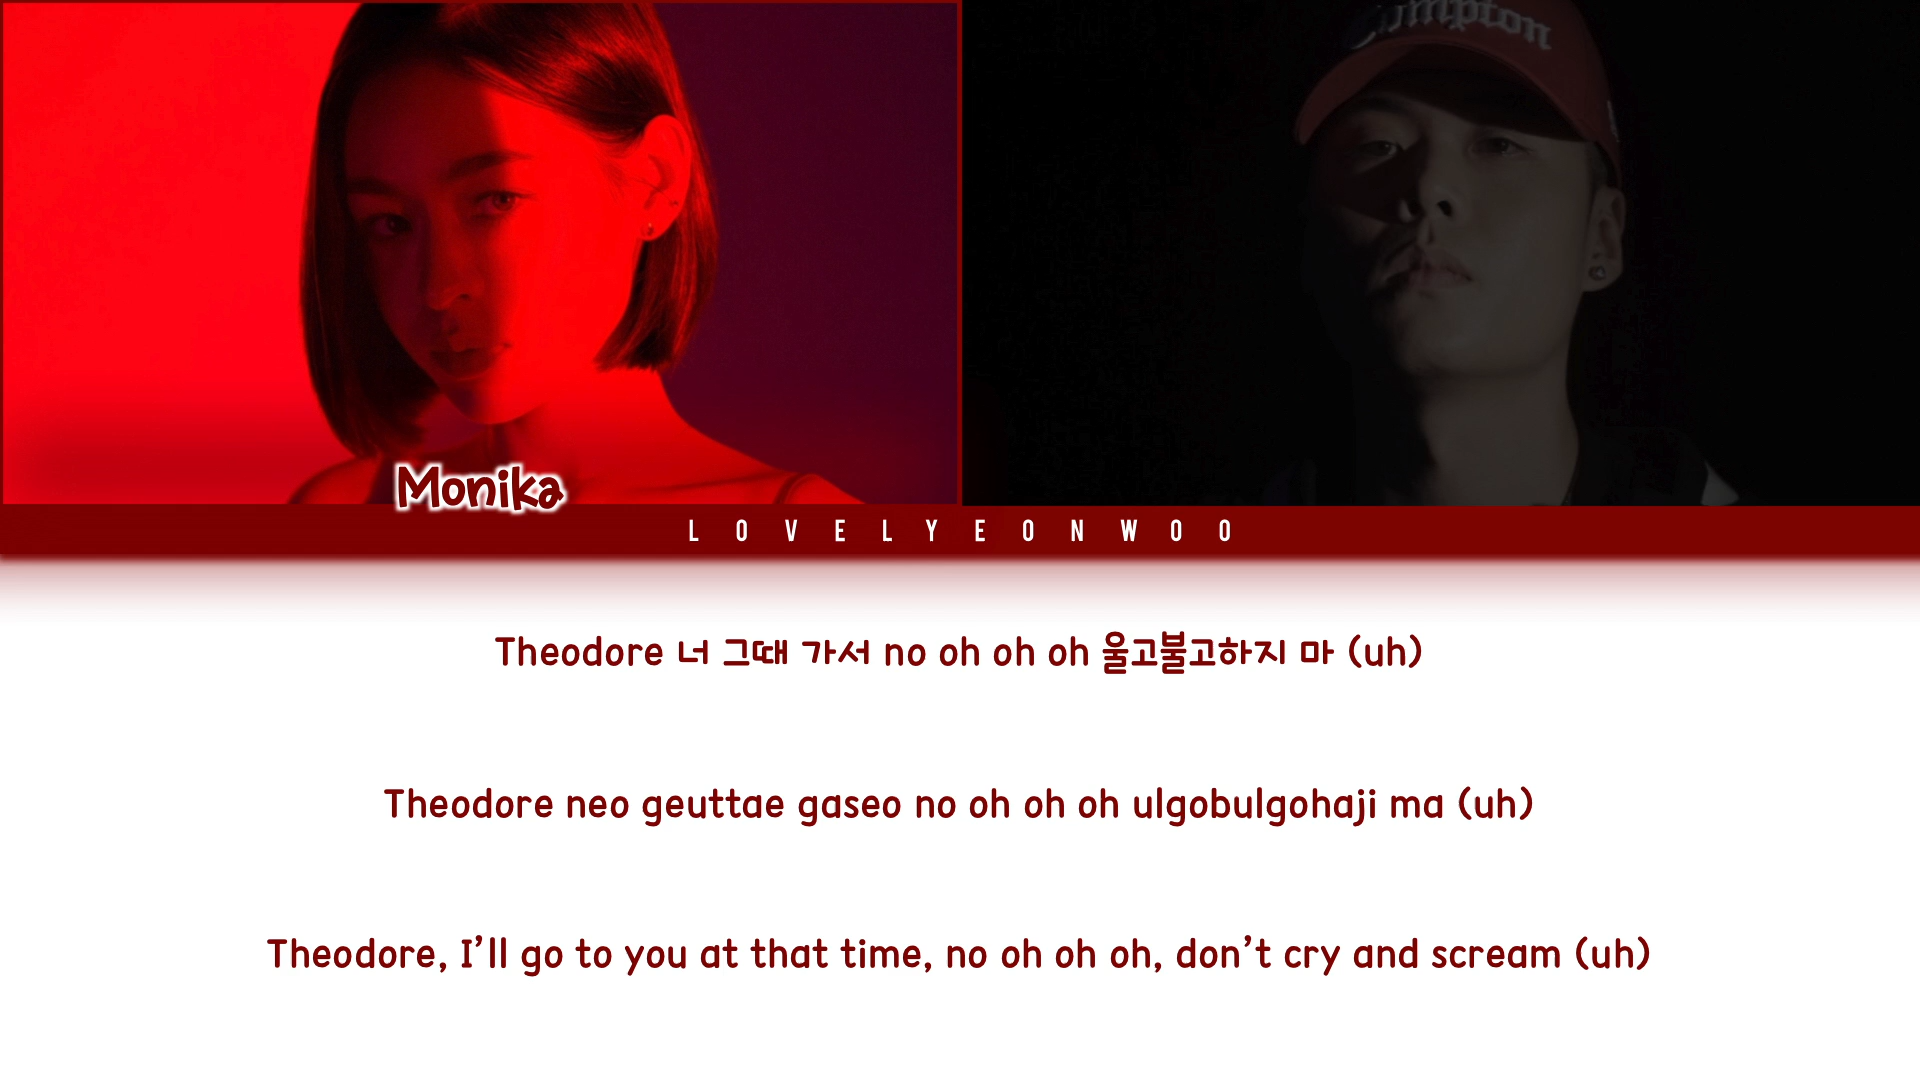 Monika
LOVELYEONWOO
Theodore 너 그때 가서 no oh oh oh 울고불고하지 마 (uh)
Theodore neo geuttae gaseo no oh oh oh ulgobulgohaji ma (uh)
Theodore, I’ll go to you at that time, no oh oh oh, don’t cry and scream (uh)